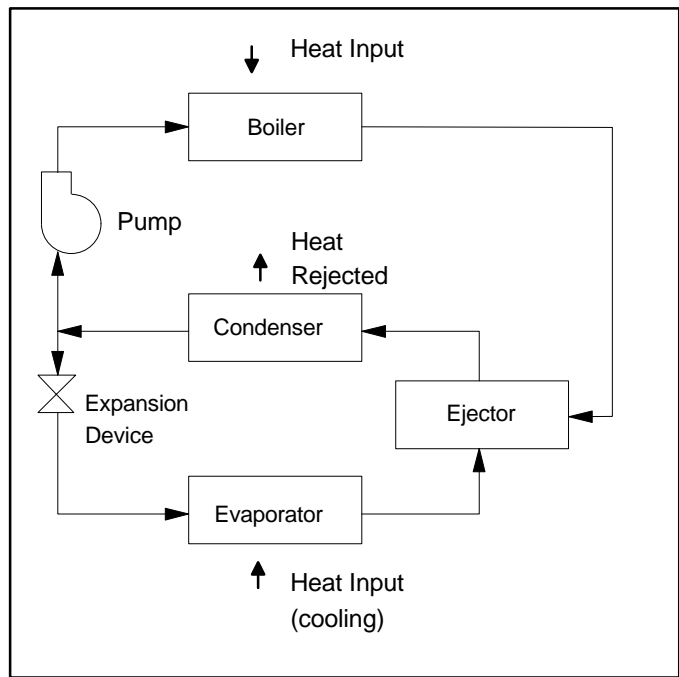 Heat Input
Boiler
Pump
Heat
Rejected
Condenser
Ejector
Expansion
Device
Evaporator
Heat Input
(cooling)